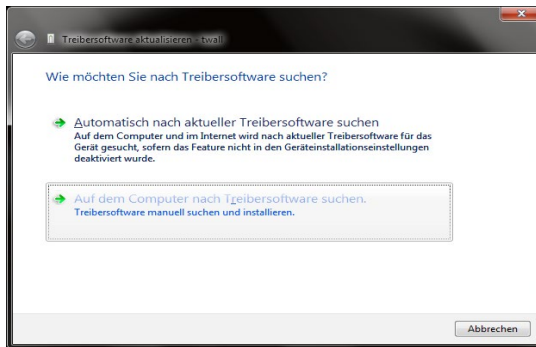 Treibersoftware aktualisieren - twall
Wie möchten Sie nach Treibersoftware suchen?
Automatisch nach aktueller Treibersoftware suchen
Auf dem Computer und im Internet wird nach aktueller Treibersoftware für das
Gerät gesucht, sofern das Feature nicht in den Geräteinstallationseinstellungen
deaktiviert wurde.
Auf dem Computer nach Treibersoftware suchen.
Treibersoftware manuell suchen und installieren.
Abbrechen